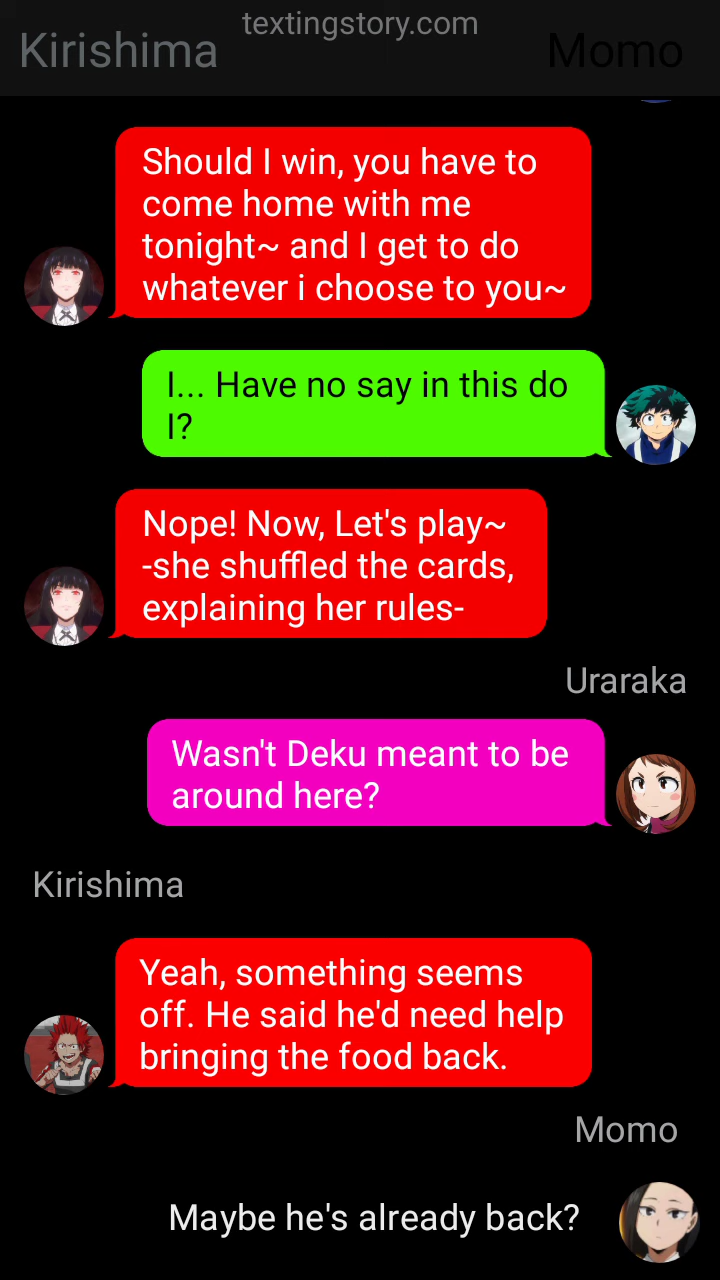 textingstory.com
Kirishima
Momo
Should I win, you have to
come home with me
tonight~ and I get to do
whatever i choose to you~
I... Have no say in this do
I?
Nope! Now, Let's play~
-she shuffled the cards,
explaining her rules-
Uraraka
Wasn't Deku meant to be
around here?
Kirishima
Yeah, something seems
off. He said he'd need help
bringing the food back.
Momo
Maybe he's already back?